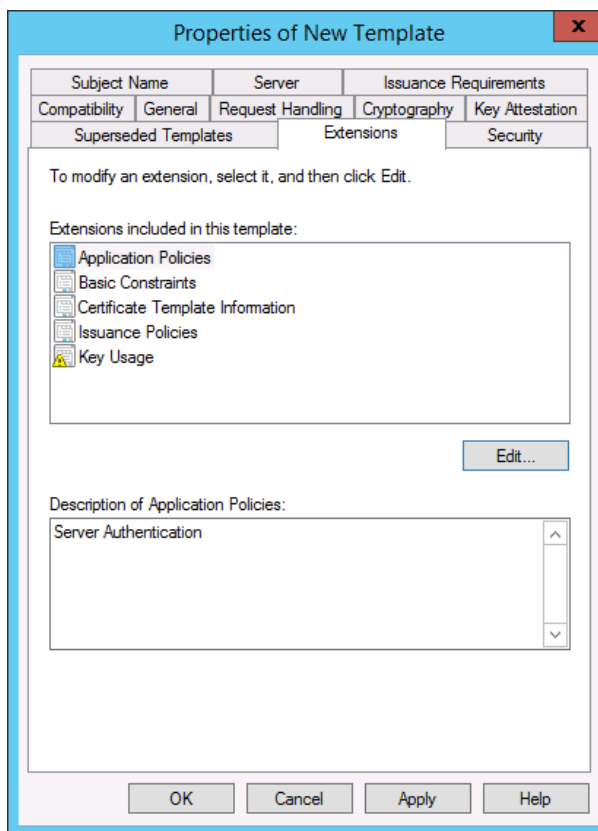 Properties of New Template
x
Subject Name Server Issuance Requirements
Compatibility General Request Handling Cryptography Key Attestation
Superseded Templates Extensions Security
To modify an extension, select it, and then click Edit.
Extensions included in this template:
Application Policies
Basic Constraints
Certificate Template Information
Issuance Policies
Key Usage
Edit...
Description of Application Policies:
Server Authentication
OK Cancel Apply Help